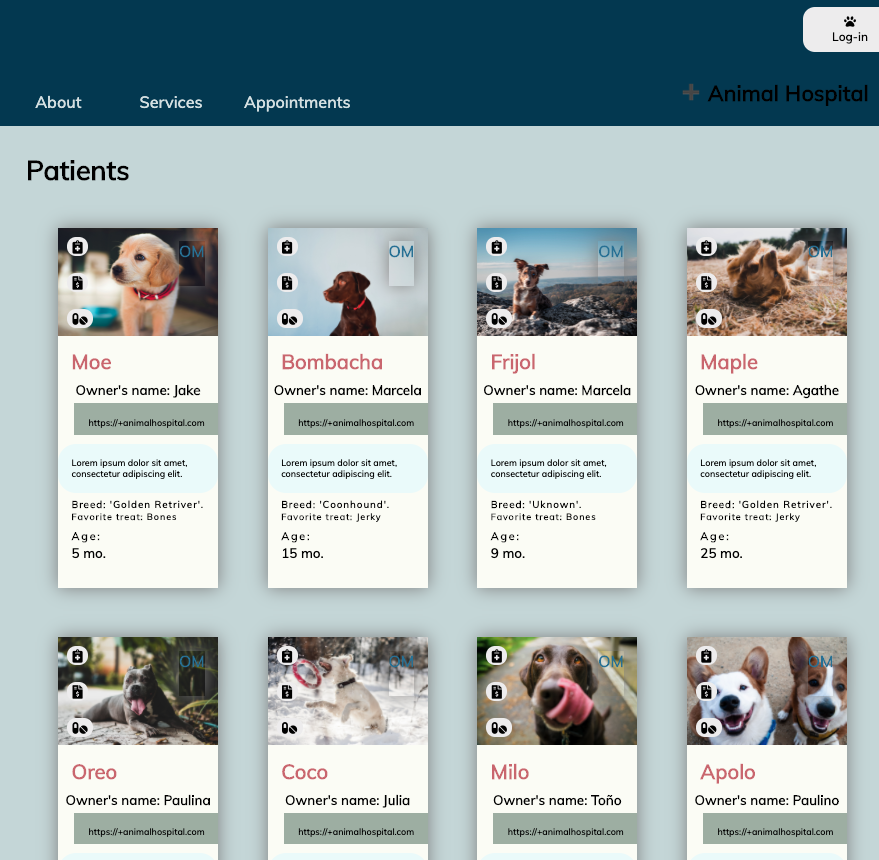 Log-in
About Services Appointments
Animal Hospital
Patients
OM OM OM OM
Moe Bombacha Frijol Maple
Owner's name: Jake Owner's name: Marcela Owner's name: Marcela Owner's name: Agathe
https://+animalhospital.com https://+animalhospital.com https://+animalhospital.com https://+animalhospital.com
Lorem ipsum dolor sit amet, Lorem ipsum dolor sit amet, Lorem ipsum dolor sit amet, Lorem ipsum dolor sit amet,
consectetur adipiscing elit. consectetur adipiscing elit. consectetur adipiscing elit. consectetur adipiscing elit.
Breed: 'Golden Retriver'. Breed: 'Coonhound'. Breed: 'Uknown'. Breed: 'Golden Retriver'.
Favorite treat: Bones Favorite treat: Jerky Favorite treat: Bones Favorite treat: Jerky
Age: Age: Age: Age:
5 mo. 15 mo. 9 mo. 25 mo.
OM OM OM OM
Oreo Coco Milo Apolo
Owner's name: Paulina Owner's name: Julia Owner's name: Toño Owner's name: Paulino
https://+animalhospital.com https://+animalhospital.com https://+animalhospital.com https://+animalhospital.com